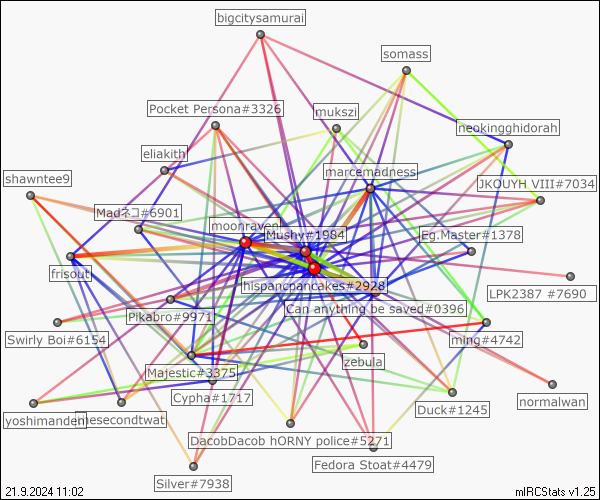 bigcitysamurai
somass
Pocket Persona#3326
mukszi
neokingghidorah
eliakith
marcemadness
shawntee9
JKOUYH_VIII#7034
Madネコ#6901
moonraven
Mushy#1984
Eg.Master#1378
frisout
hispancpancakes#2928
LPK2387 #7690
Can anything be saved#0396
Pikabro#9971
Swirly Boi#6154
ming#4742
zebula
Majestic#3375
Cypha#1717
normalwan
Duck#1245
yoshimanden
mesecondtwat
DacobDacob hORNY police#5271
Fedora Stoat#4479
Silver#7938
21.9.2024 11:02
mIRCStats v1.25